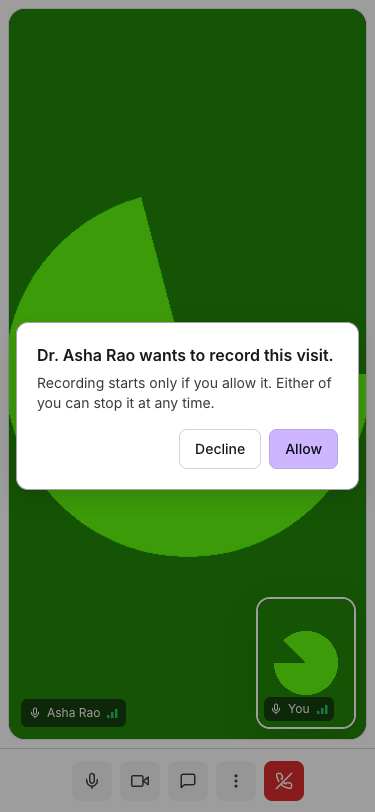 Dr. Asha Rao wants to record this visit.
Recording starts only if you allow it. Either of
you can stop it at any time.
Decline
Allow
You
Asha Rao